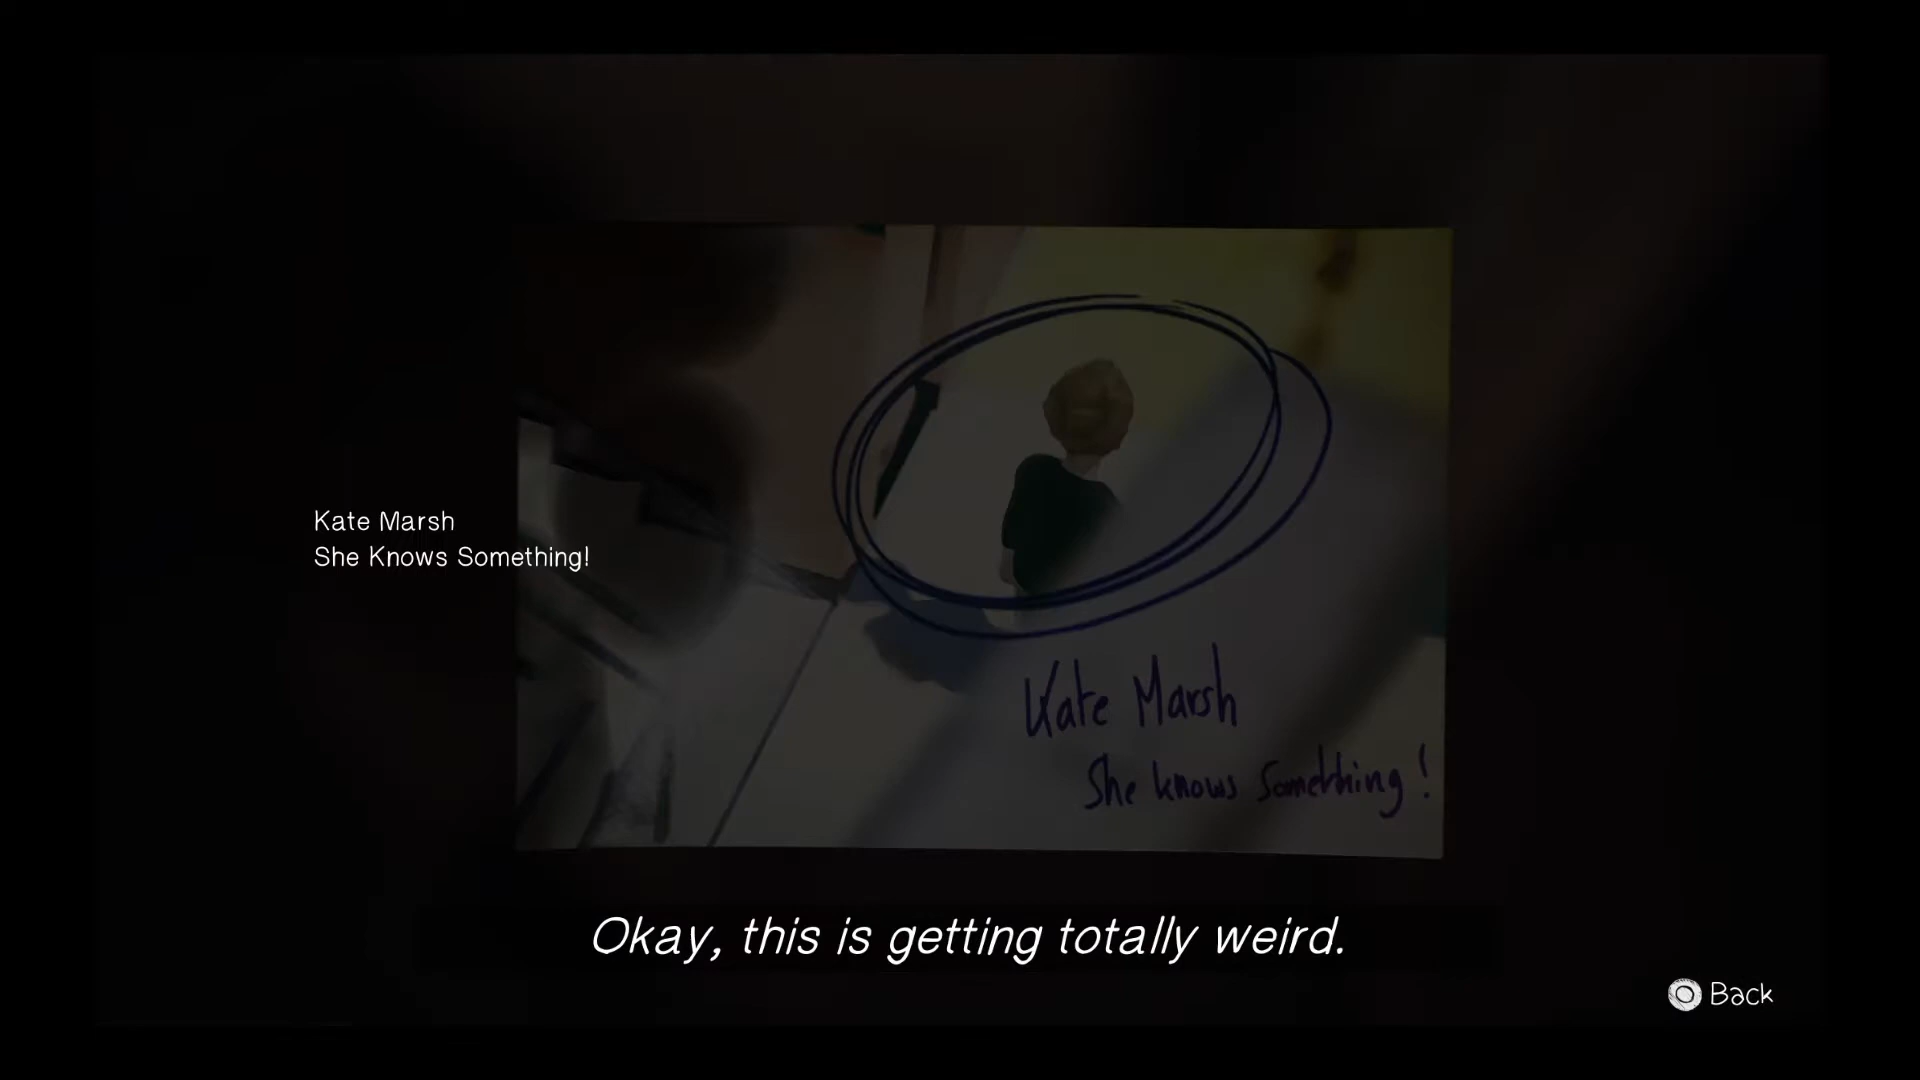 Kate Marsh
She Knows Something!
Kate Marsh
She knows something!
Okay, this is getting totally weird.
Back